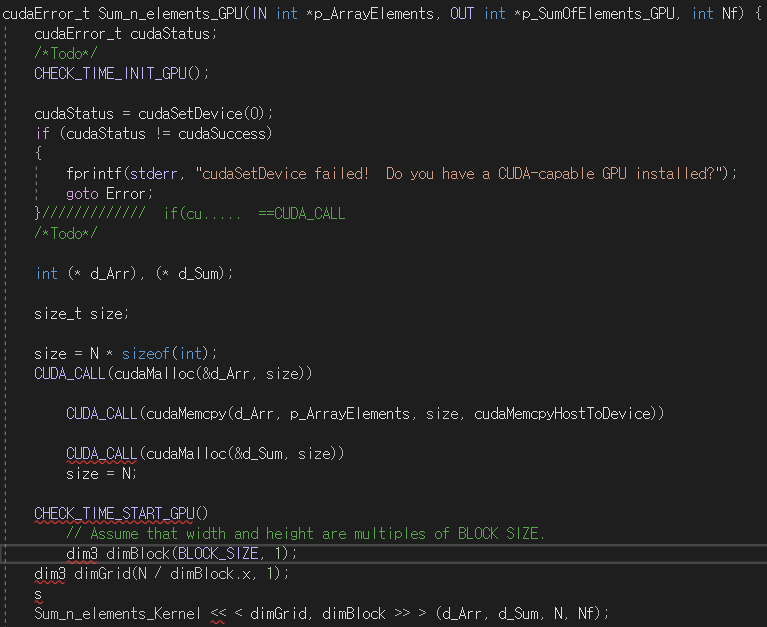 cudaError_t Sum_n_elements_GPU(IN int *p_ArrayElements, OUT int *p_SumOfElements_GPU, int Nf) {
cudaError_t cudaStatus;
/*Todo*/
CHECK_TIME_INIT_GPU();
cudaStatus = cudaSetDevice(0);
if (cudaStatus != cudaSuccess)
{
fprintf(stderr, "cudaSetDevice failed!  Do you have a CUDA-capable GPU installed?");
goto Error;
}/////////////  if(cu.....  ==CUDA_CALL
/*Todo*/
int (* d_Arr), (* d_Sum);
size_t size;
size = N * sizeof(int);
CUDA_CALL(cudaMalloc(&d_Arr, size))
CUDA_CALL(cudaMemcpy(d_Arr, p_ArrayElements, size, cudaMemcpyHostToDevice))
CUDA_CALL(cudaMalloc(&d_Sum, size))
size = N;
CHECK_TIME_START_GPU()
// Assume that width and height are multiples of BLOCK SIZE.
dim3 dimBlock(BLOCK_SIZE, 1);
dim3 dimGrid(N / dimBlock.x, 1);
s
Sum_n_elements_Kernel << < dimGrid, dimBlock >> > (d_Arr, d_Sum, N, Nf);